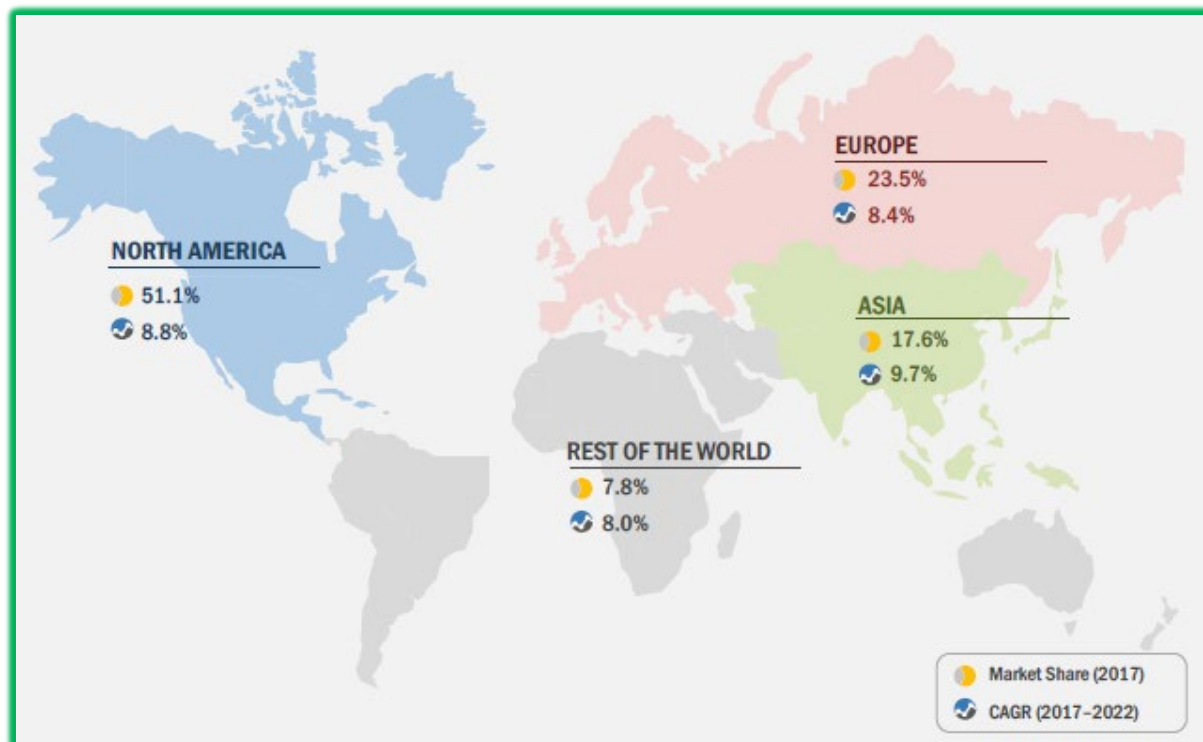 EUROPE
23.5%
8.4%
NORTH AMERICA
51.1%
8.8%
ASIA
17.6%
9.7%
REST OF THE WORLD
7.8%
8.0%
Market Share (2017)
CAGR (2017–2022)